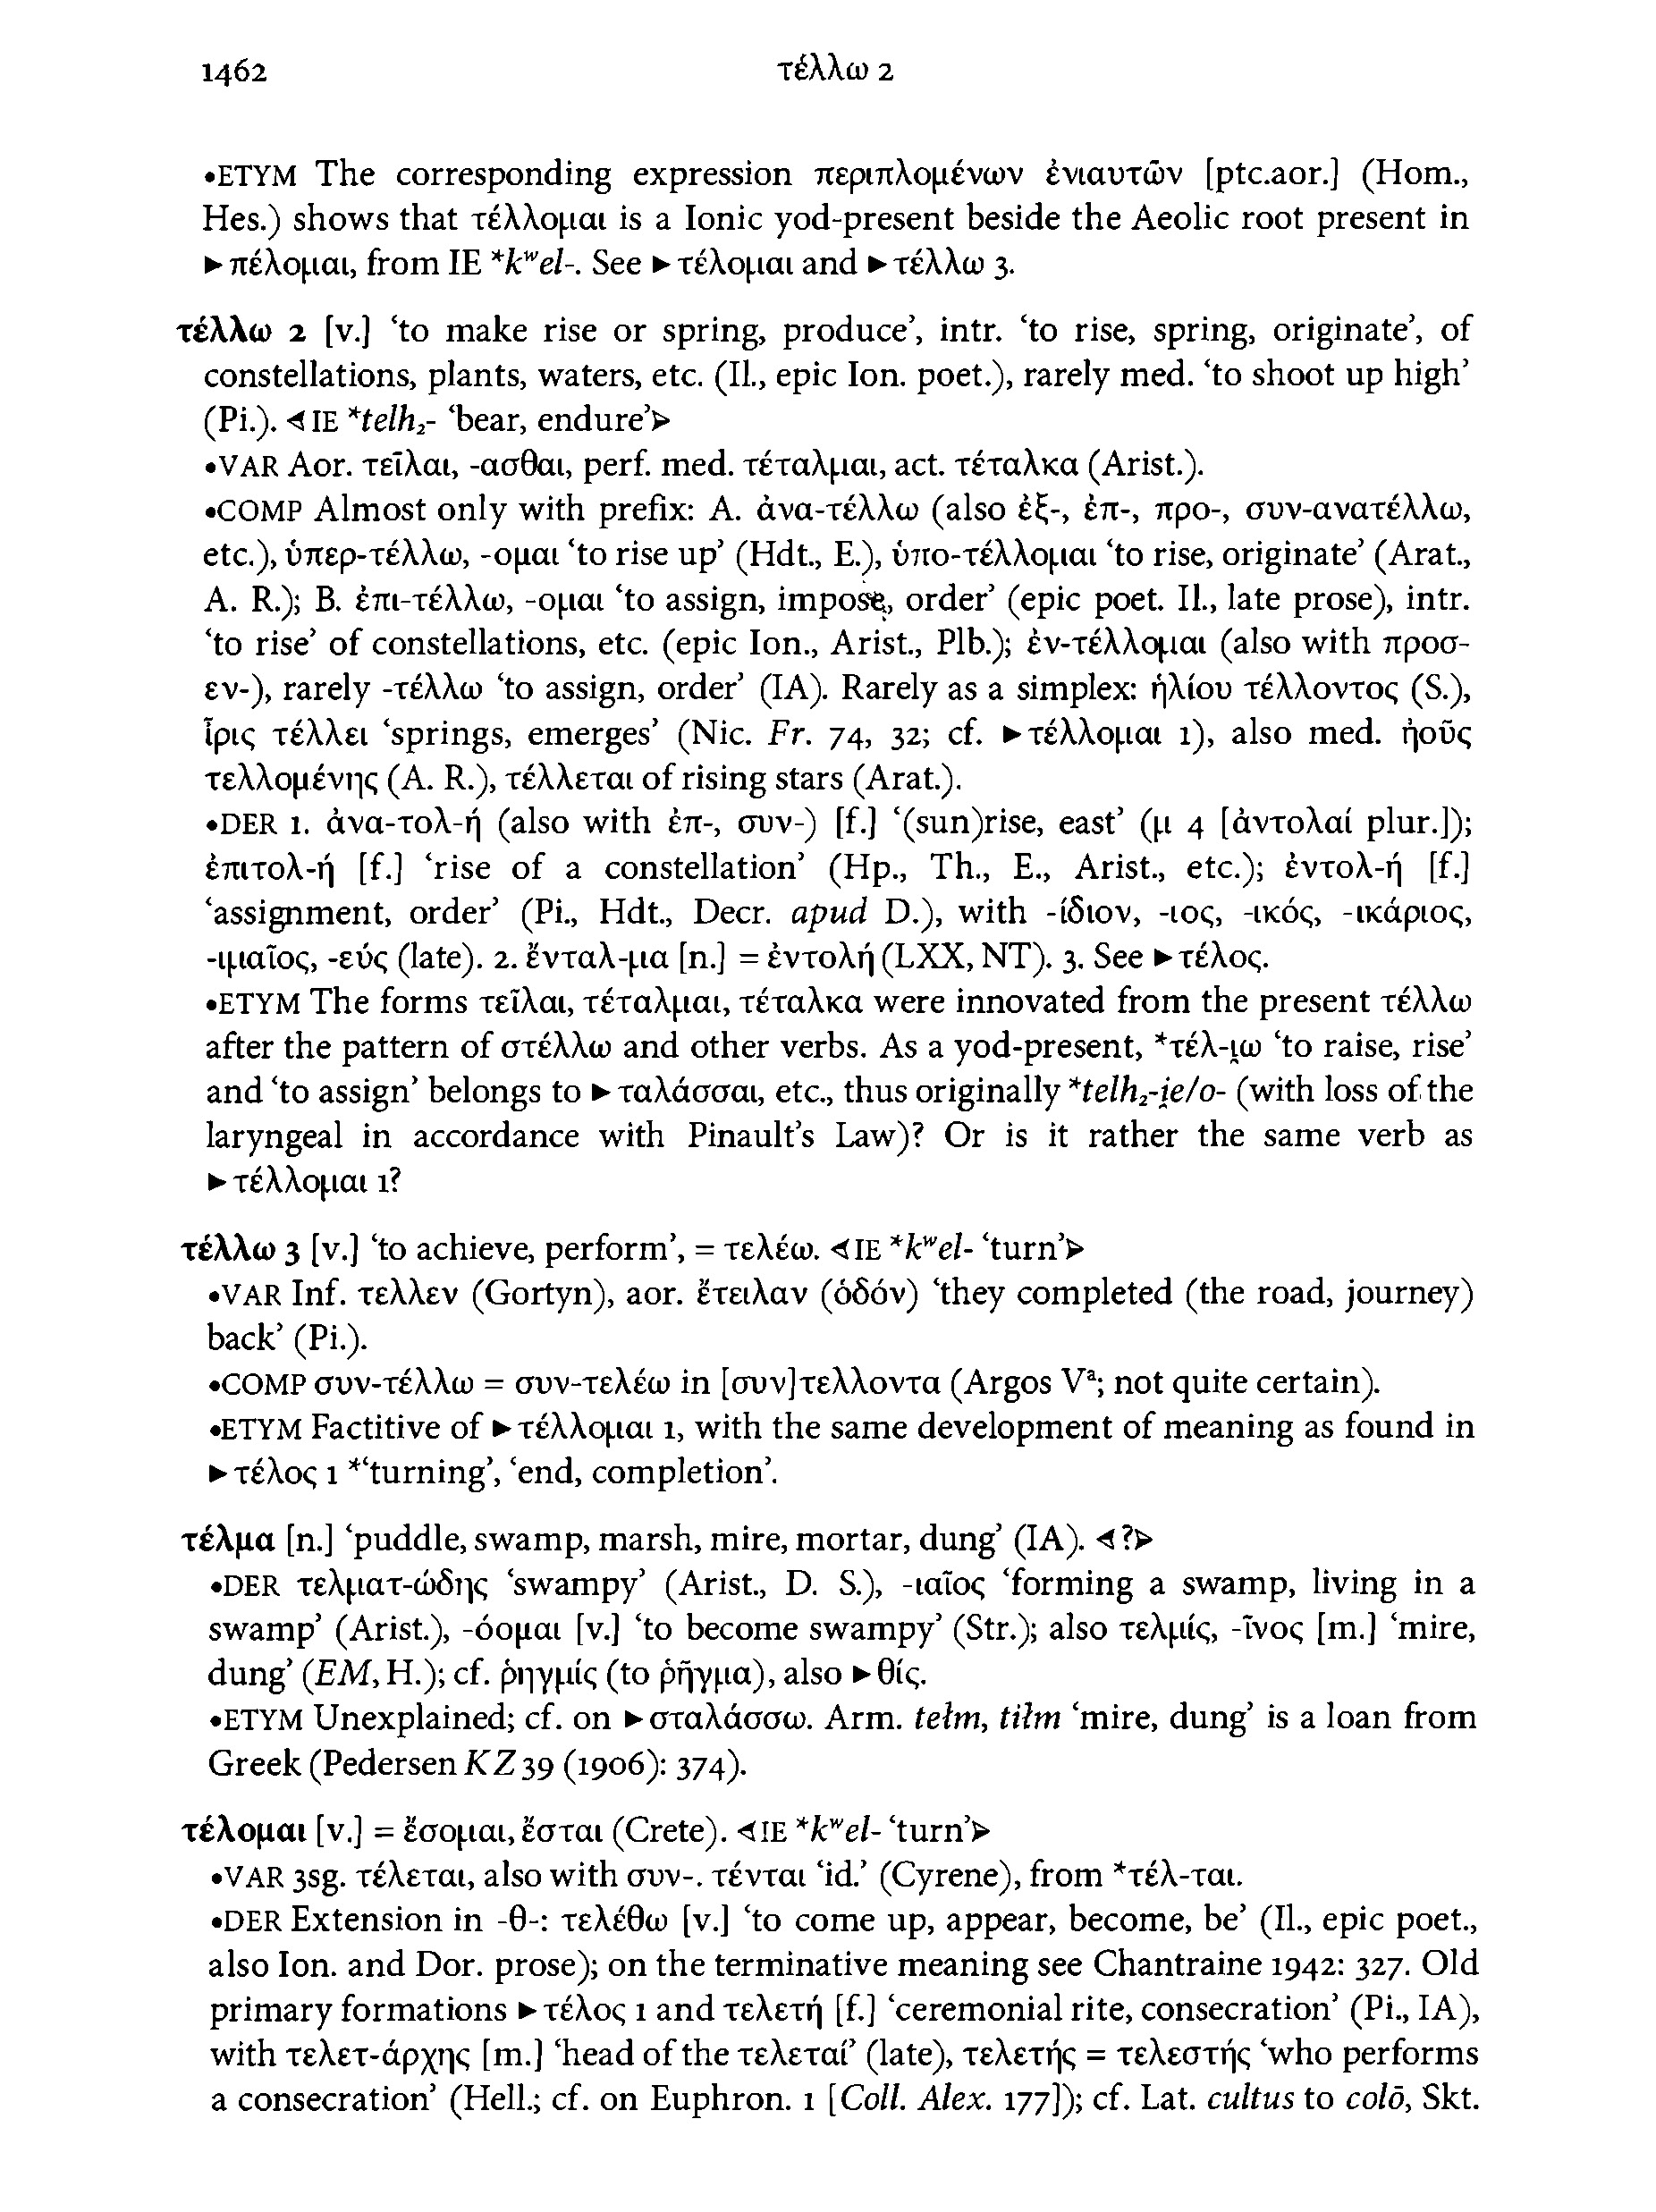 1462
τέλλω 2
•ETYM The corresponding expression περιπλομένων ἐνιαυτῶν [ptc.aor.] (Hom.,
Hes.) shows that τέλλομαι is a Ionic yod-present beside the Aeolic root present in
►πέλομαι, from IE *kʷel-. See ►τέλομαι and ►τέλλω 3.
τέλλω 2 [v.] ‘to make rise or spring, produce’, intr. ‘to rise, spring, originate’, of
constellations, plants, waters, etc. (Il., epic Ion. poet.), rarely med. ‘to shoot up high’
(Pi.). ⊲IE *telh₂- ‘bear, endure’⊳
•VAR Aor. τεῖλαι, -ασθαι, perf. med. τέταλμαι, act. τέταλκα (Arist.).
•COMP Almost only with prefix: A. ἀνα-τέλλω (also ἐξ-, ἐπ-, προ-, συν-ανατέλλω,
etc.), ὑπερ-τέλλω, -ομαι ‘to rise up’ (Hdt., E.), ὑπο-τέλλομαι ‘to rise, originate’ (Arat.,
A. R.); B. ἐπι-τέλλω, -ομαι ‘to assign, impose, order’ (epic poet. Il., late prose), intr.
‘to rise’ of constellations, etc. (epic Ion., Arist., Plb.); ἐν-τέλλομαι (also with προσ-
εν-), rarely -τέλλω ‘to assign, order’ (IA). Rarely as a simplex: ἡλίου τέλλοντος (S.),
ἶρις τέλλει ‘springs, emerges’ (Nic. Fr. 74, 32; cf. ►τέλλομαι 1), also med. ἠοῦς
τελλομένης (A. R.), τέλλεται of rising stars (Arat.).
•DER 1. ἀνα-τολ-ή (also with ἐπ-, συν-) [f.] ‘(sun)rise, east’ (μ 4 [ἀντολαί plur.]);
ἐπιτολ-ή [f.] ‘rise of a constellation’ (Hp., Th., E., Arist., etc.); ἐντολ-ή [f.]
‘assignment, order’ (Pi., Hdt., Decr. apud D.), with -ίδιον, -ιος, -ικός, -ικάριος,
-ιμαῖος, -εύς (late). 2. ἔνταλ-μα [n.] = ἐντολή (LXX, NT). 3. See ►τέλος.
•ETYM The forms τεῖλαι, τέταλμαι, τέταλκα were innovated from the present τέλλω
after the pattern of στέλλω and other verbs. As a yod-present, *τέλ-ι̯ω ‘to raise, rise’
and ‘to assign’ belongs to ►ταλάσσαι, etc., thus originally *telh₂-i̯e/o- (with loss of the
laryngeal in accordance with Pinault’s Law)? Or is it rather the same verb as
►τέλλομαι 1?
τέλλω 3 [v.] ‘to achieve, perform’, = τελέω. ⊲IE *kʷel- ‘turn’⊳
•VAR Inf. τελλεν (Gortyn), aor. ἔτειλαν (ὁδόν) ‘they completed (the road, journey)
back’ (Pi.).
•COMP συν-τέλλω = συν-τελέω in [συν]τελλοντα (Argos Vᵃ; not quite certain).
•ETYM Factitive of ►τέλλομαι 1, with the same development of meaning as found in
►τέλος 1 *‘turning’, ‘end, completion’.
τέλμα [n.] ‘puddle, swamp, marsh, mire, mortar, dung’ (IA). ⊲?⊳
•DER τελματ-ώδης ‘swampy’ (Arist., D. S.), -ιαῖος ‘forming a swamp, living in a
swamp’ (Arist.), -όομαι [v.] ‘to become swampy’ (Str.); also τελμίς, -ῖνος [m.] ‘mire,
dung’ (EM, H.); cf. ῥηγμίς (to ῥῆγμα), also ►θίς.
•ETYM Unexplained; cf. on ►σταλάσσω. Arm. tełm, tiłm ‘mire, dung’ is a loan from
Greek (Pedersen KZ 39 (1906): 374).
τέλομαι [v.] = ἔσομαι, ἔσται (Crete). ⊲IE *kʷel- ‘turn’⊳
•VAR 3sg. τέλεται, also with συν-. τένται ‘id.’ (Cyrene), from *τέλ-ται.
•DER Extension in -θ-: τελέθω [v.] ‘to come up, appear, become, be’ (Il., epic poet.,
also Ion. and Dor. prose); on the terminative meaning see Chantraine 1942: 327. Old
primary formations ►τέλος 1 and τελετή [f.] ‘ceremonial rite, consecration’ (Pi., IA),
with τελετ-άρχης [m.] ‘head of the τελεταί’ (late), τελετής = τελεστής ‘who performs
a consecration’ (Hell.; cf. on Euphron. 1 [Coll. Alex. 177]); cf. Lat. cultus to colō, Skt.